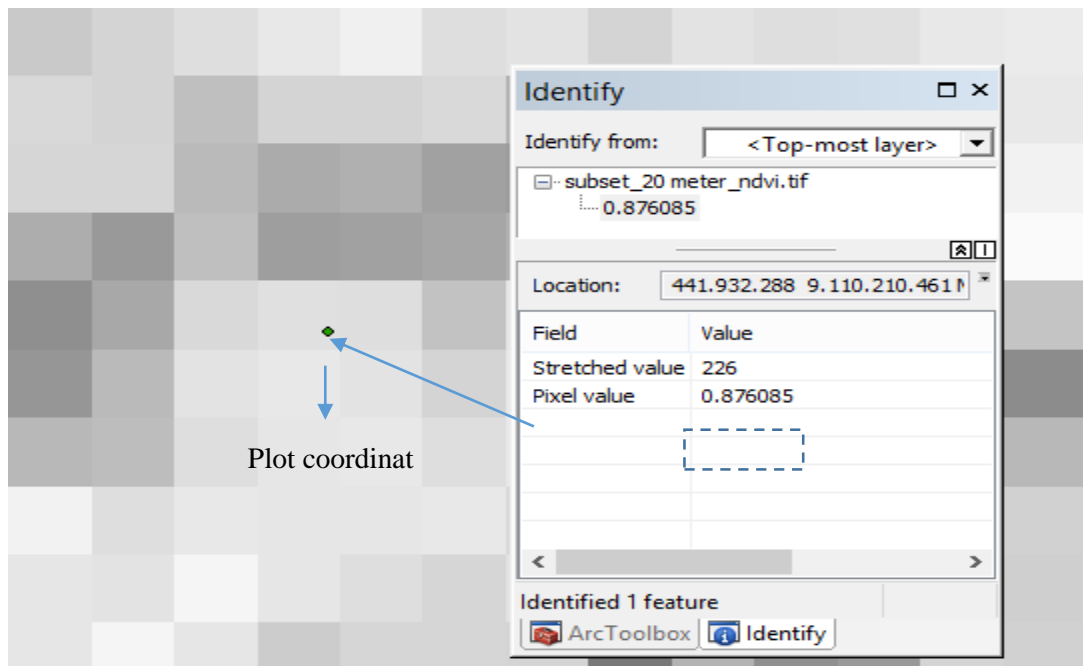 Identify
Identify from: <Top-most layer>
subset_20 meter_ndvi.tif
0.876085
Location: 441.932.288 9.110.210.461
Field Value
Stretched value 226
Pixel value 0.876085
Plot coordinat
Identified 1 feature
ArcToolbox Identify